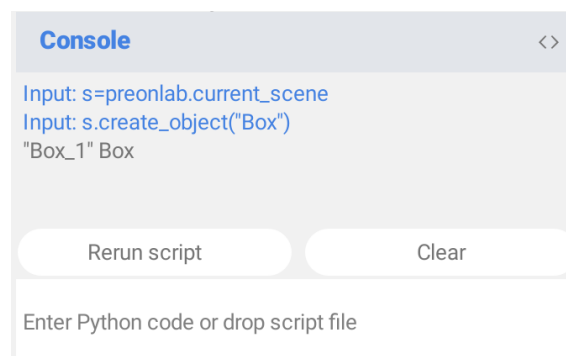 Console <>
Input: s=preonlab.current_scene
Input: s.create_object("Box")
"Box_1" Box
Rerun script Clear
Enter Python code or drop script file